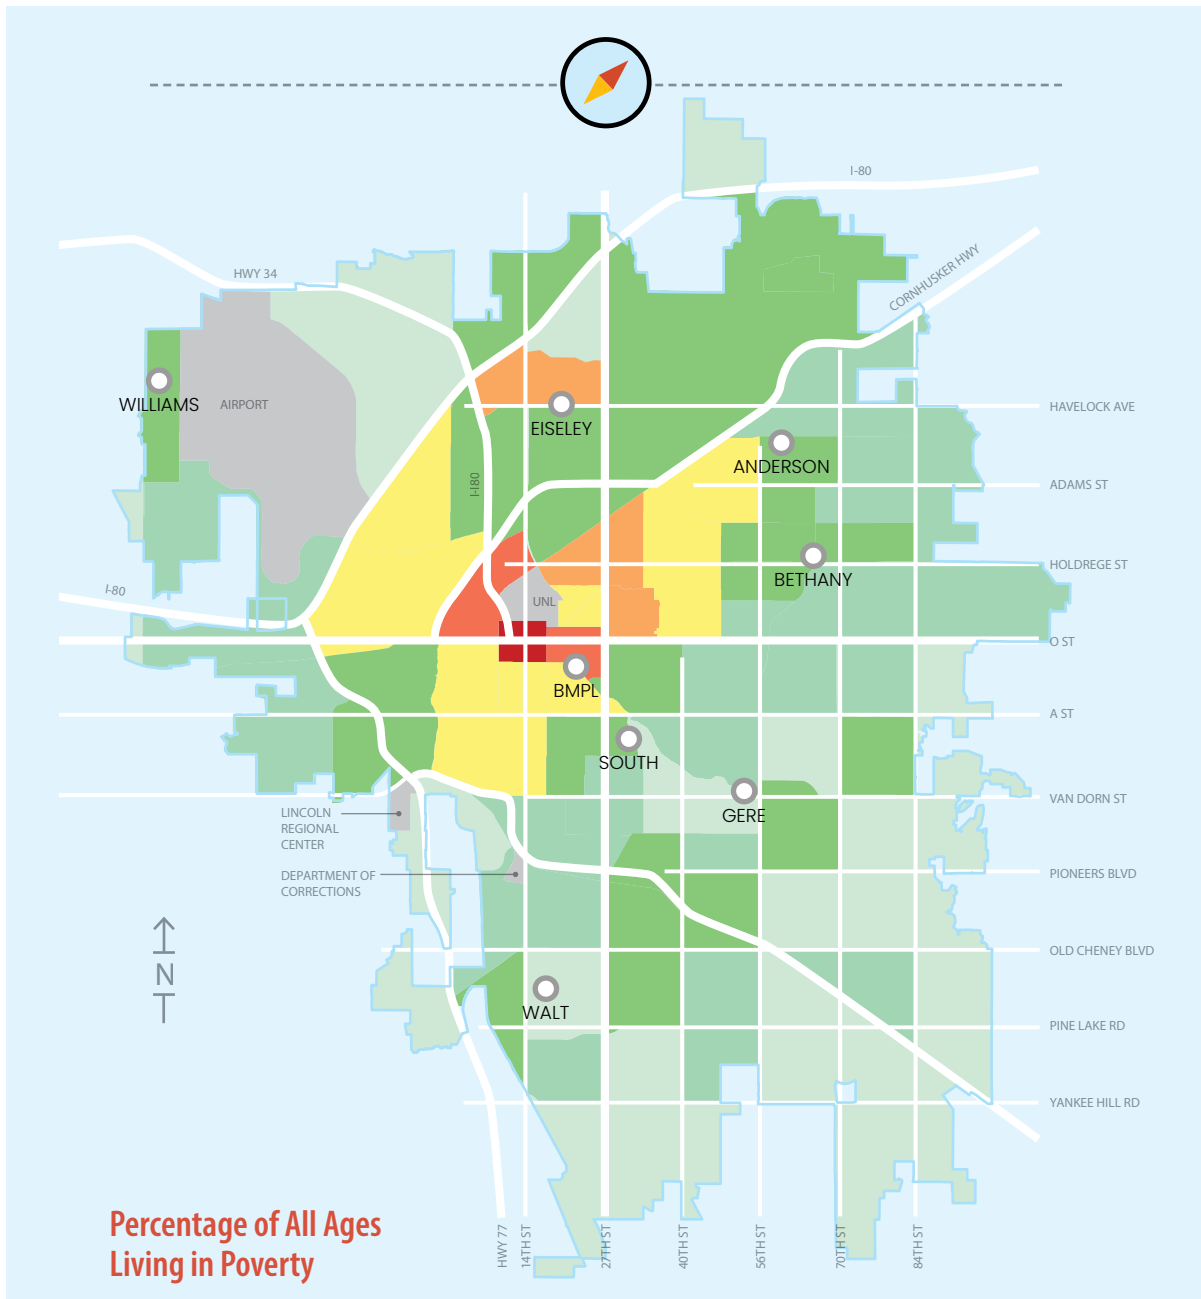 I-80
HWY 34
CORNHUSKER HWY
WILLIAMS
AIRPORT
EISELEY
HAVELOCK AVE
ANDERSON
I-I80
ADAMS ST
BETHANY
HOLDREGE ST
I-80
UNL
O ST
BMPL
A ST
SOUTH
GERE
VAN DORN ST
LINCOLN
REGIONAL
CENTER
DEPARTMENT OF
CORRECTIONS
PIONEERS BLVD
OLD CHENEY BLVD
N
WALT
PINE LAKE RD
YANKEE HILL RD
Percentage of All Ages
Living in Poverty
HWY 77
14TH ST
27TH ST
40TH ST
56TH ST
70TH ST
84TH ST